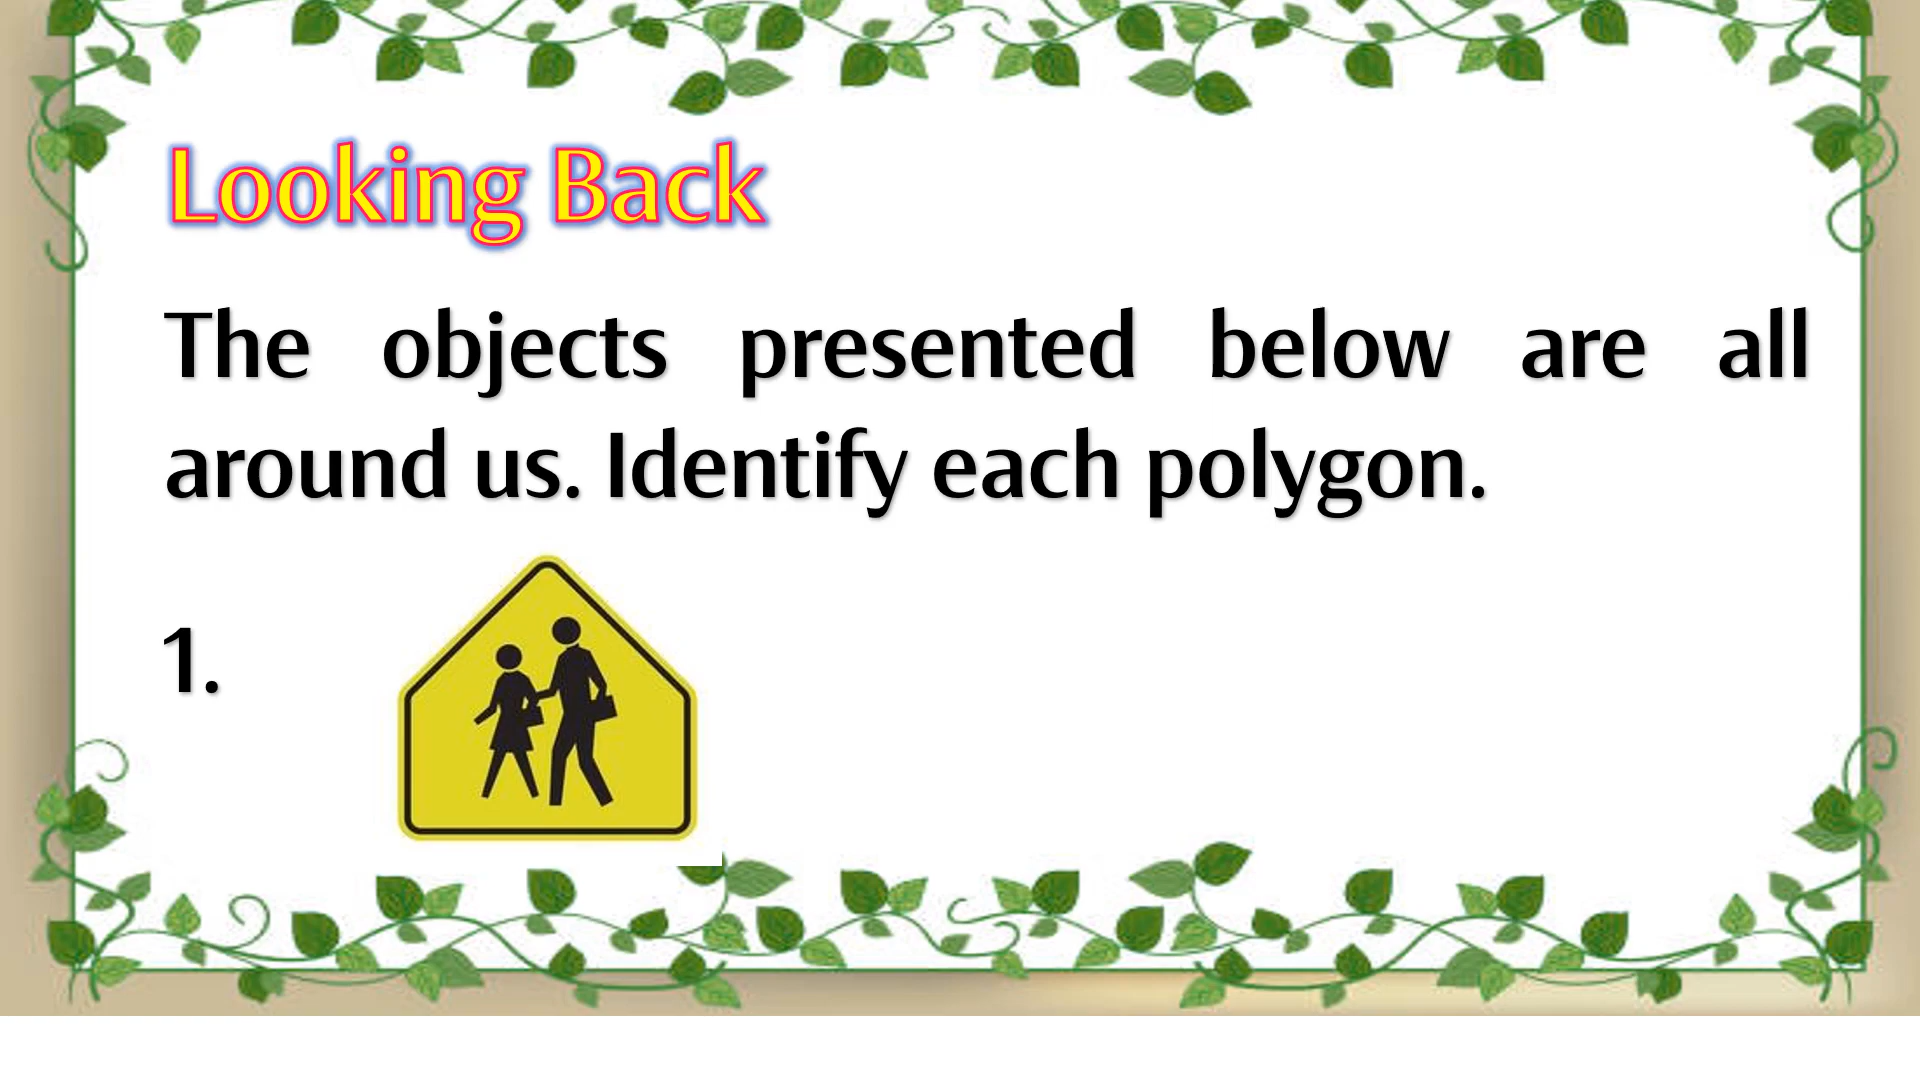 Looking Back
The objects presented below are all
around us. Identify each polygon.
1.